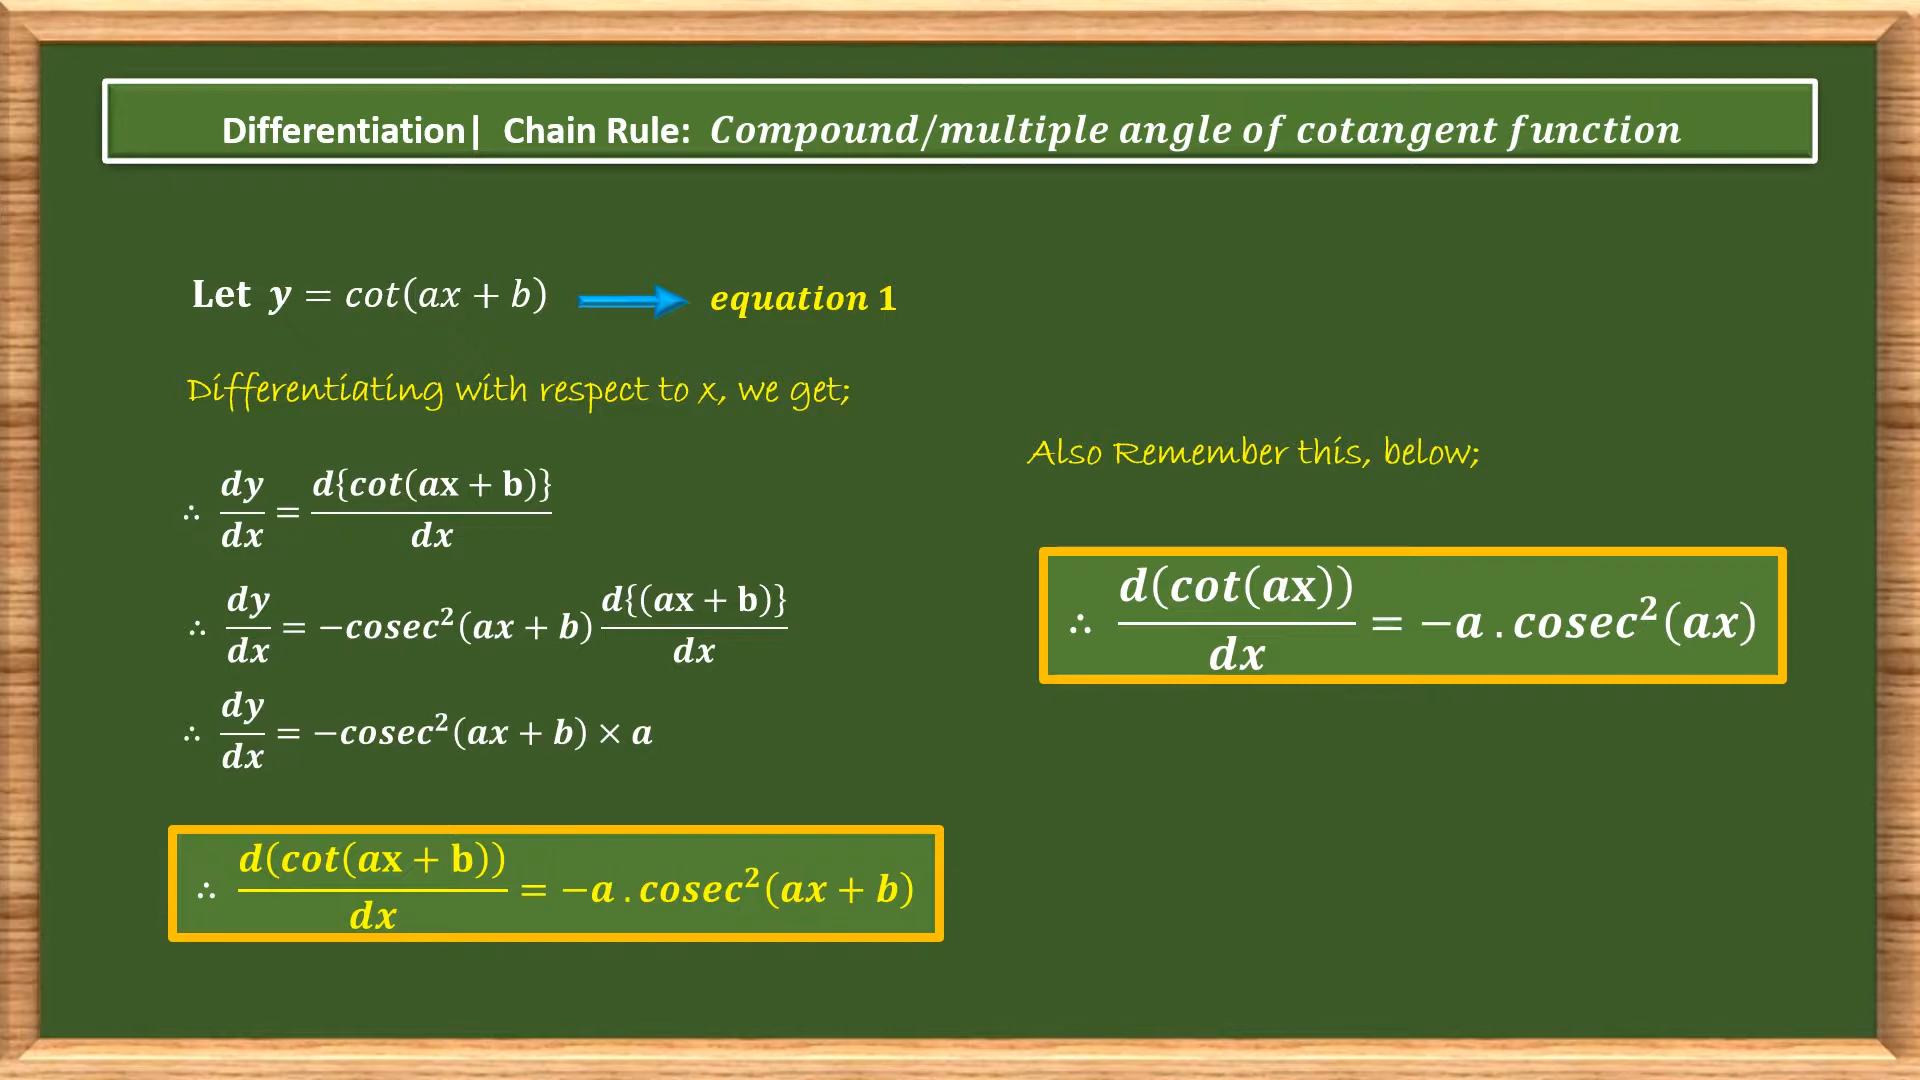 Differentiation| Chain Rule: Compound/multiple angle of cotangent function
Let y = cot(ax + b) equation 1
Differentiating with respect to x, we get;
∴ dy/dx = d{cot(ax + b)}/dx
∴ dy/dx = −cosec²(ax + b) d{(ax + b)}/dx
∴ dy/dx = −cosec²(ax + b) × a
∴ d(cot(ax + b))/dx = −a . cosec²(ax + b)
Also Remember this, below;
∴ d(cot(ax))/dx = −a . cosec²(ax)